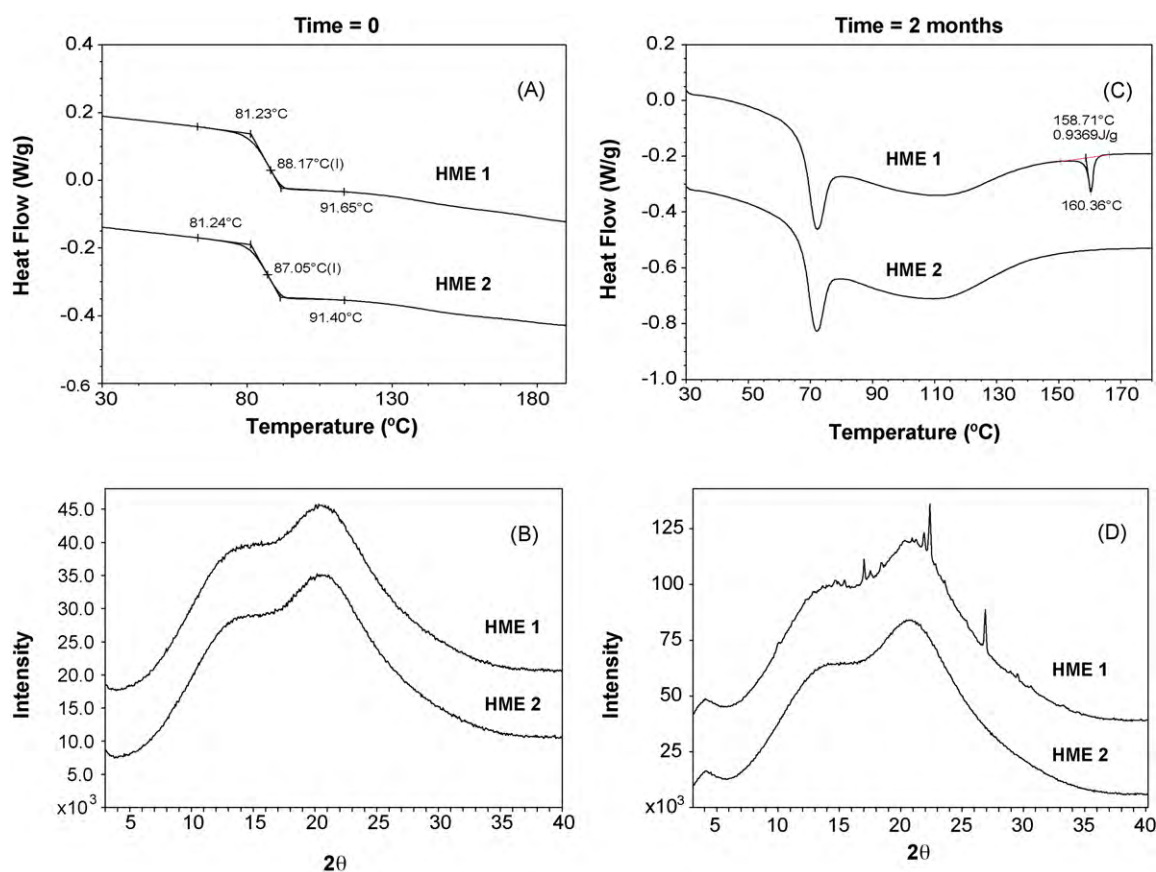 Time = 0
0.4
0.2
0.0
-0.2
-0.4
-0.6
Heat Flow (W/g)
(A)
81.23°C
88.17°C(I)
HME 1
91.65°C
81.24°C
87.05°C(I)
HME 2
91.40°C
30 80 130 180
Temperature (ºC)
Time = 2 months
0.2
0.0
-0.2
-0.4
-0.6
-0.8
-1.0
Heat Flow (W/g)
(C)
158.71°C
0.9369J/g
HME 1
160.36°C
HME 2
30 50 70 90 110 130 150 170
Temperature (ºC)
45.0
40.0
35.0
30.0
25.0
20.0
15.0
10.0
5.0
x10³
Intensity
(B)
HME 1
HME 2
5 10 15 20 25 30 35 40
2θ
125
100
75
50
25
x10³
Intensity
(D)
HME 1
HME 2
5 10 15 20 25 30 35 40
2θ